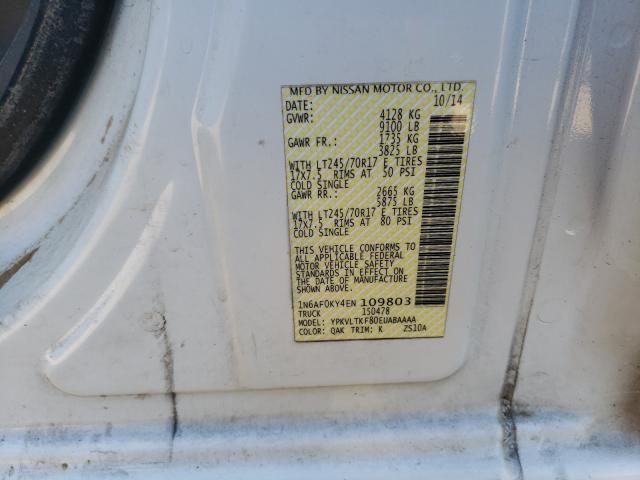 MFD BY NISSAN MOTOR CO., LTD.
DATE: 10/14
GVWR: 4128 KG
9100 LB
GAWR FR.: 1735 KG
3825 LB
WITH LT245/70R17 E TIRES
17X7.5 RIMS AT 50 PSI
COLD SINGLE
GAWR RR.: 2665 KG
5875 LB
WITH LT245/70R17 E TIRES
17X7.5 RIMS AT 80 PSI
COLD SINGLE
THIS VEHICLE CONFORMS TO
ALL APPLICABLE FEDERAL
MOTOR VEHICLE SAFETY
STANDARDS IN EFFECT ON
THE DATE OF MANUFACTURE
SHOWN ABOVE.
1N6AF0KY4EN 109803
TRUCK 150478
MODEL: YPKVLTKF80EUABAAAA
COLOR: QAK TRIM: K ZS10A